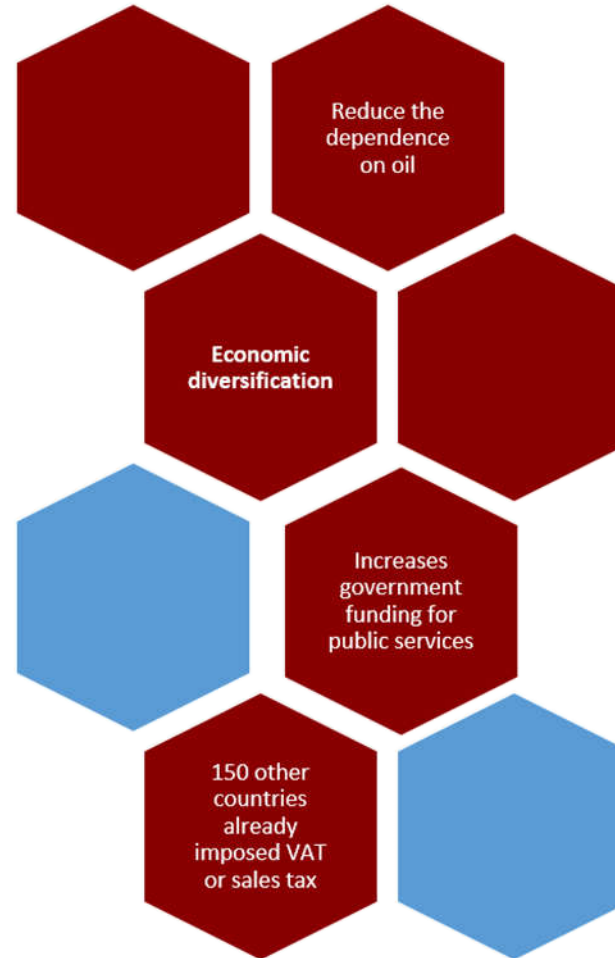 Reduce the
dependence
on oil
Economic
diversification
Increases
government
funding for
public services
150 other
countries
already
imposed VAT
or sales tax